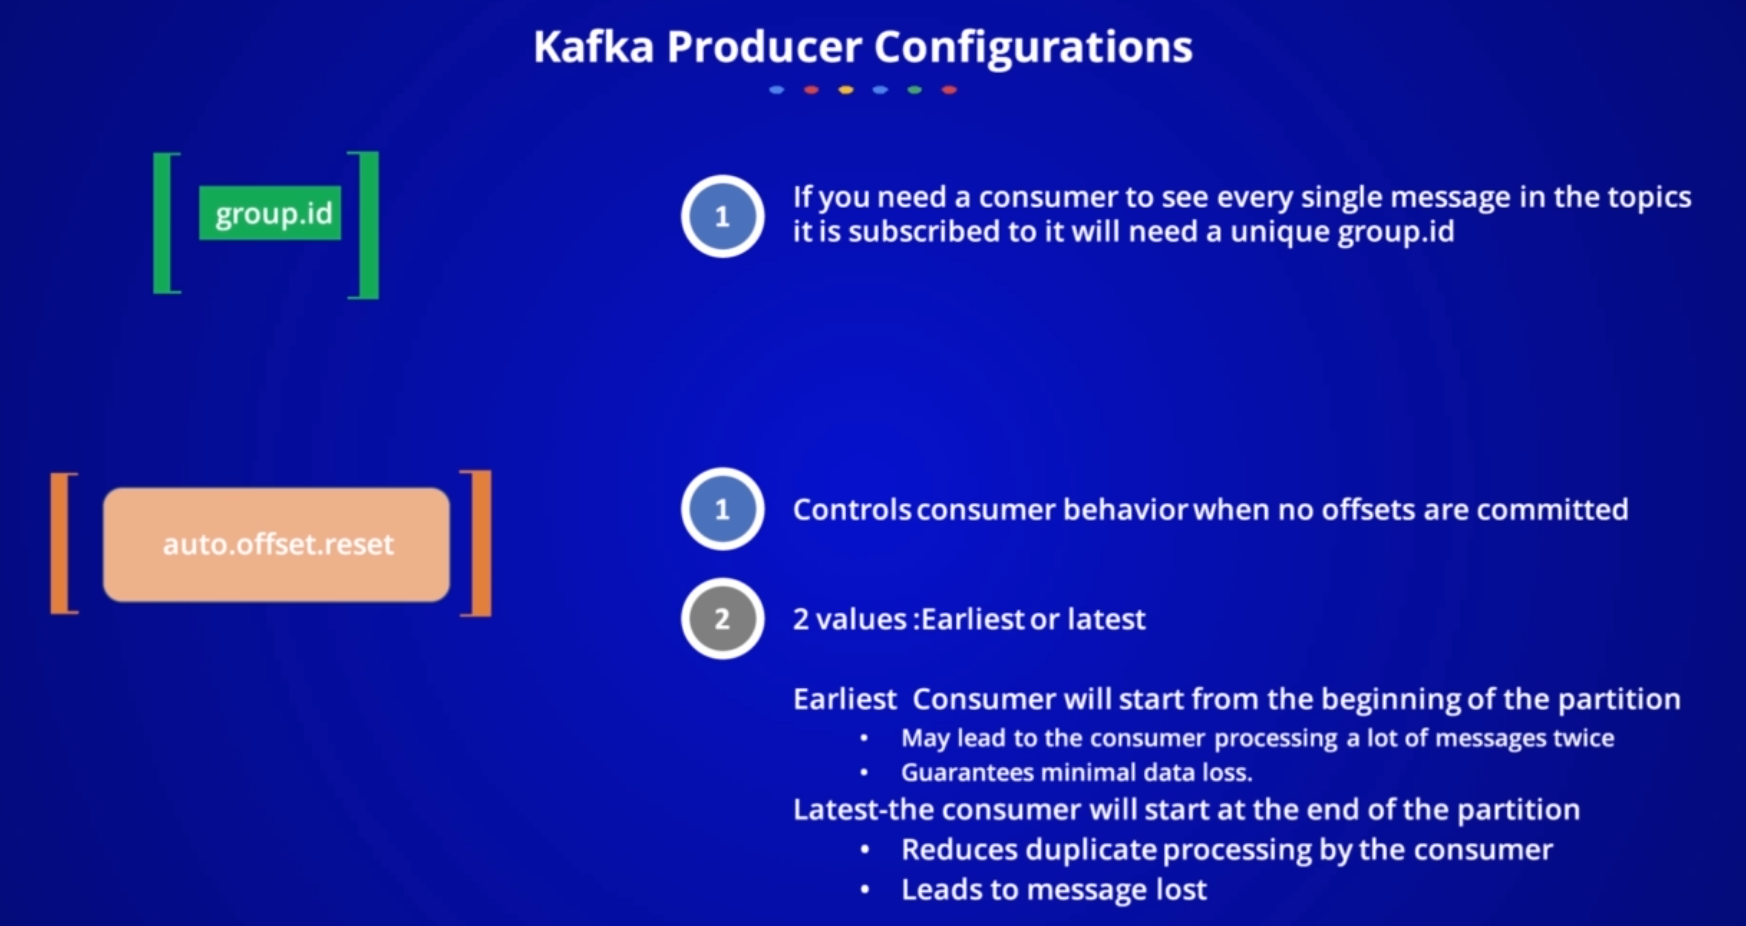 Kafka Producer Configurations
group.id
1
If you need a consumer to see every single message in the topics
it is subscribed to it will need a unique group.id
auto.offset.reset
1
Controls consumer behavior when no offsets are committed
2
2 values :Earliest or latest
Earliest  Consumer will start from the beginning of the partition
• May lead to the consumer processing a lot of messages twice
• Guarantees minimal data loss.
Latest-the consumer will start at the end of the partition
• Reduces duplicate processing by the consumer
• Leads to message lost